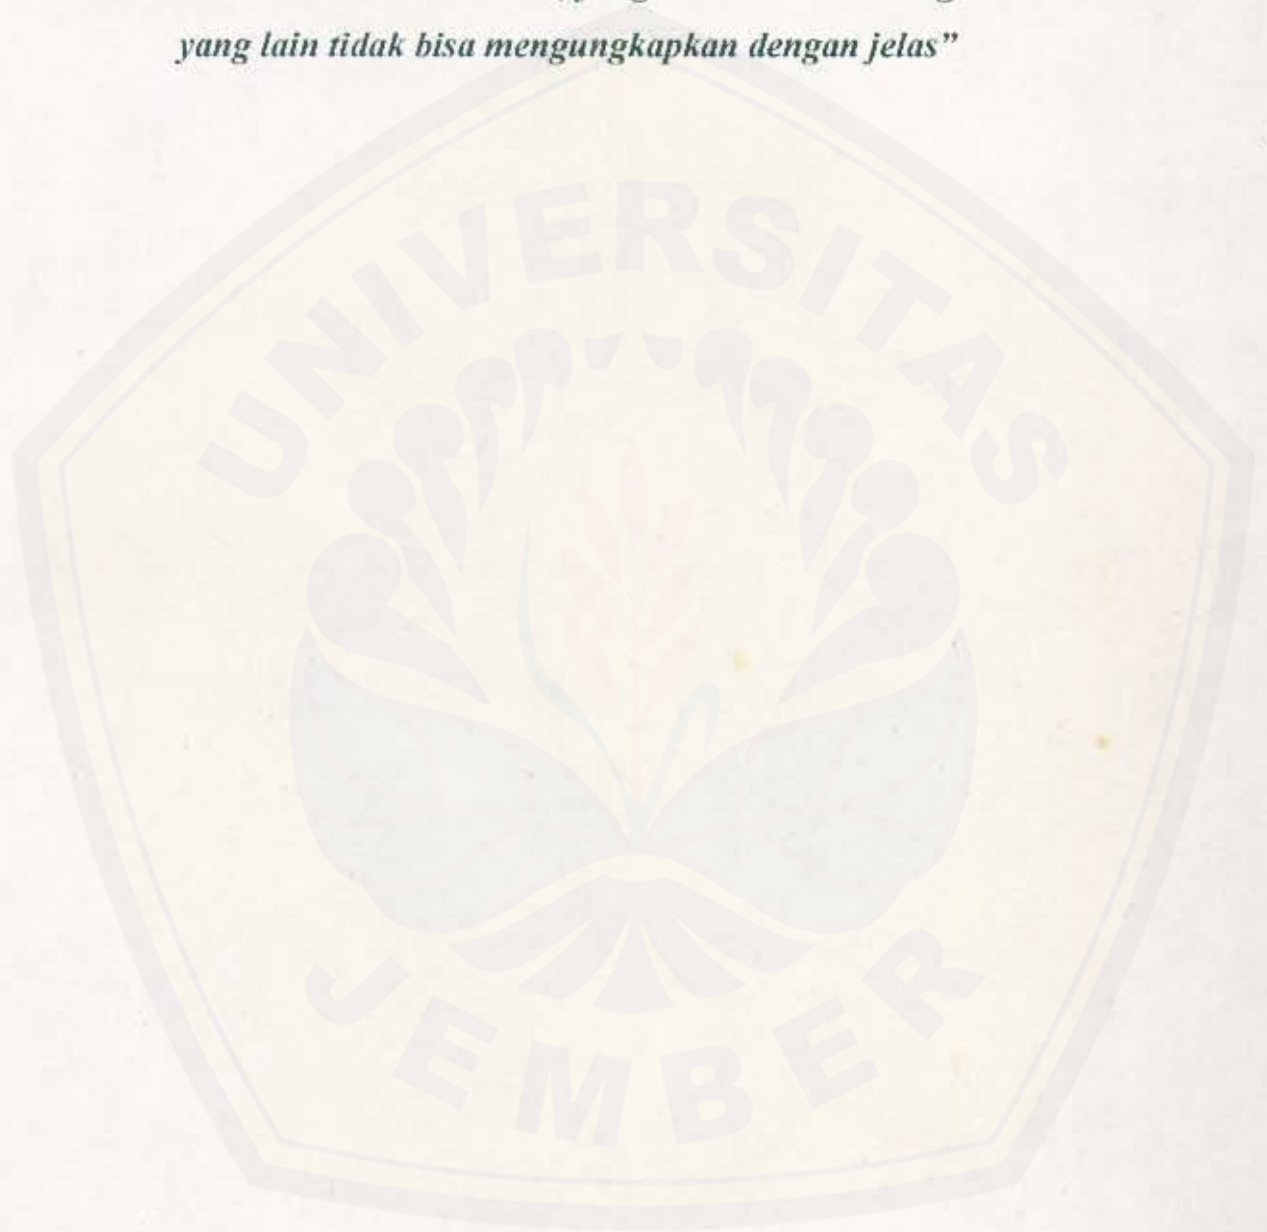 yang lain tidak bisa mengungkapkan dengan jelas”
UNIVERSITAS
JEMBER